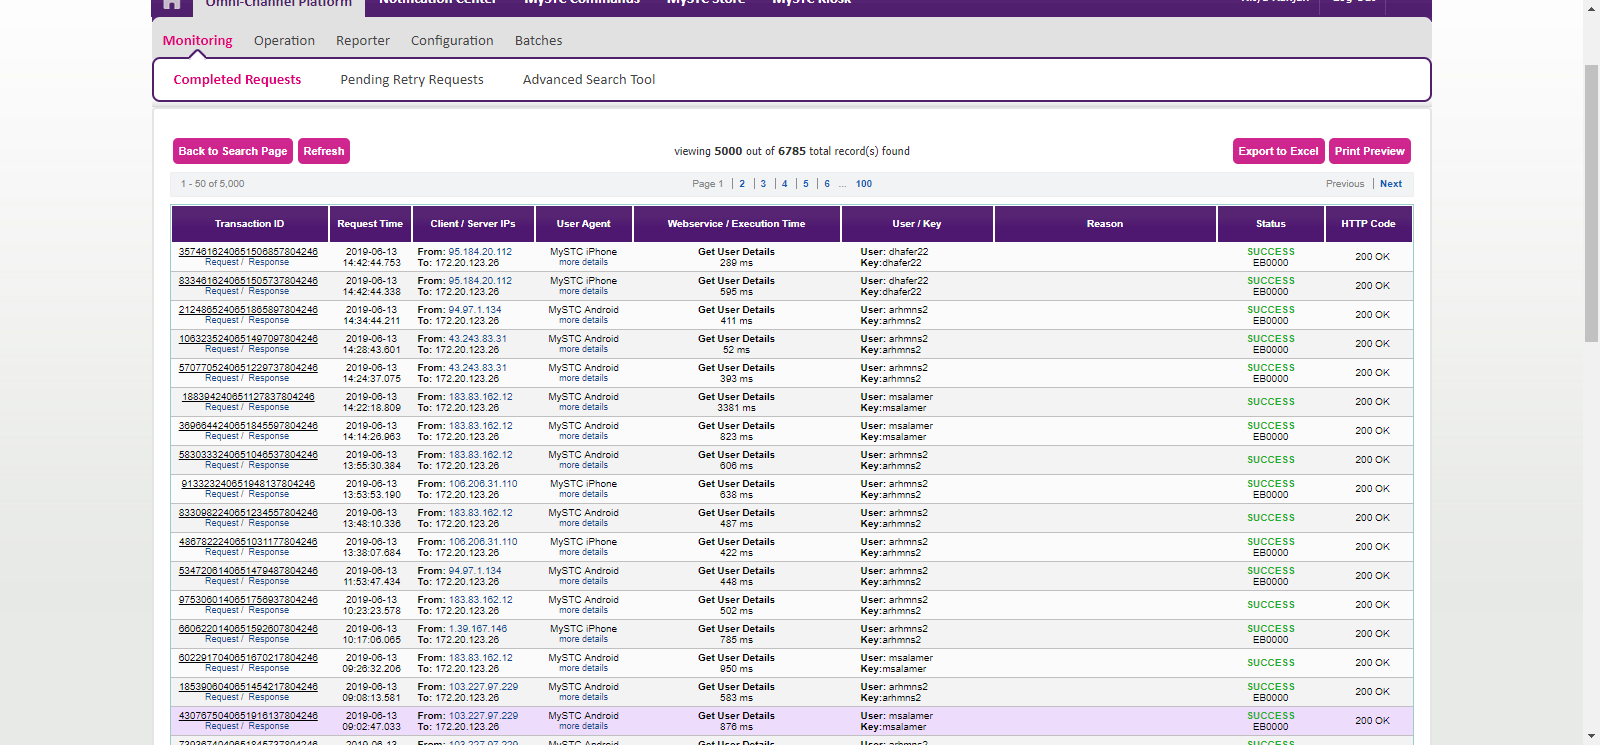 Omni-Channel Platform Notification Center MySTC Commands MySTC Store MySTC Kiosk
Monitoring Operation Reporter Configuration Batches
Completed Requests Pending Retry Requests Advanced Search Tool
Back to Search Page Refresh viewing 5000 out of 6785 total record(s) found Export to Excel Print Preview
1 - 50 of 5,000 Page 1 | 2 | 3 | 4 | 5 | 6 ... 100 Previous | Next
Transaction ID Request Time Client / Server IPs User Agent Webservice / Execution Time User / Key Reason Status HTTP Code
3574616240651506857804246 2019-06-13 From: 95.184.20.112 MySTC iPhone Get User Details User: dhafer22 SUCCESS 200 OK
Request / Response 14:42:44.753 To: 172.20.123.26 more details 289 ms Key:dhafer22 EB0000
8334616240651505737804246 2019-06-13 From: 95.184.20.112 MySTC iPhone Get User Details User: dhafer22 SUCCESS 200 OK
Request / Response 14:42:44.338 To: 172.20.123.26 more details 595 ms Key:dhafer22 EB0000
2124865240651865897804246 2019-06-13 From: 94.97.1.134 MySTC Android Get User Details User: arhmns2 SUCCESS 200 OK
Request / Response 14:34:44.211 To: 172.20.123.26 more details 411 ms Key:arhmns2 EB0000
1063235240651497097804246 2019-06-13 From: 43.243.83.31 MySTC Android Get User Details User: arhmns2 SUCCESS 200 OK
Request / Response 14:28:43.601 To: 172.20.123.26 more details 52 ms Key:arhmns2 EB0000
5707705240651229737804246 2019-06-13 From: 43.243.83.31 MySTC Android Get User Details User: arhmns2 SUCCESS 200 OK
Request / Response 14:24:37.075 To: 172.20.123.26 more details 393 ms Key:arhmns2 EB0000
188394240651127837804246 2019-06-13 From: 183.83.162.12 MySTC Android Get User Details User: msalamer SUCCESS 200 OK
Request / Response 14:22:18.809 To: 172.20.123.26 more details 3381 ms Key:msalamer
3696644240651845597804246 2019-06-13 From: 183.83.162.12 MySTC Android Get User Details User: msalamer SUCCESS 200 OK
Request / Response 14:14:26.963 To: 172.20.123.26 more details 823 ms Key:msalamer EB0000
5830333240651046537804246 2019-06-13 From: 183.83.162.12 MySTC Android Get User Details User: arhmns2 SUCCESS 200 OK
Request / Response 13:55:30.384 To: 172.20.123.26 more details 606 ms Key:arhmns2
913323240651948137804246 2019-06-13 From: 106.206.31.110 MySTC iPhone Get User Details User: arhmns2 SUCCESS 200 OK
Request / Response 13:53:53.190 To: 172.20.123.26 more details 638 ms Key:arhmns2 EB0000
8330982240651234557804246 2019-06-13 From: 183.83.162.12 MySTC Android Get User Details User: arhmns2 SUCCESS 200 OK
Request / Response 13:48:10.336 To: 172.20.123.26 more details 487 ms Key:arhmns2
4867822240651031177804246 2019-06-13 From: 106.206.31.110 MySTC iPhone Get User Details User: arhmns2 SUCCESS 200 OK
Request / Response 13:38:07.684 To: 172.20.123.26 more details 422 ms Key:arhmns2 EB0000
5347206140651479487804246 2019-06-13 From: 94.97.1.134 MySTC Android Get User Details User: arhmns2 SUCCESS 200 OK
Request / Response 11:53:47.434 To: 172.20.123.26 more details 448 ms Key:arhmns2 EB0000
9753060140651756937804246 2019-06-13 From: 183.83.162.12 MySTC Android Get User Details User: arhmns2 SUCCESS 200 OK
Request / Response 10:23:23.578 To: 172.20.123.26 more details 502 ms Key:arhmns2
6606220140651592607804246 2019-06-13 From: 1.39.167.146 MySTC iPhone Get User Details User: arhmns2 SUCCESS 200 OK
Request / Response 10:17:06.065 To: 172.20.123.26 more details 785 ms Key:arhmns2 EB0000
6022917040651670217804246 2019-06-13 From: 183.83.162.12 MySTC Android Get User Details User: msalamer SUCCESS 200 OK
Request / Response 09:26:32.206 To: 172.20.123.26 more details 950 ms Key:msalamer
1853906040651454217804246 2019-06-13 From: 103.227.97.229 MySTC Android Get User Details User: arhmns2 SUCCESS 200 OK
Request / Response 09:08:13.581 To: 172.20.123.26 more details 583 ms Key:arhmns2 EB0000
4307675040651916137804246 2019-06-13 From: 103.227.97.229 MySTC Android Get User Details User: msalamer SUCCESS 200 OK
Request / Response 09:02:47.033 To: 172.20.123.26 more details 876 ms Key:msalamer EB0000